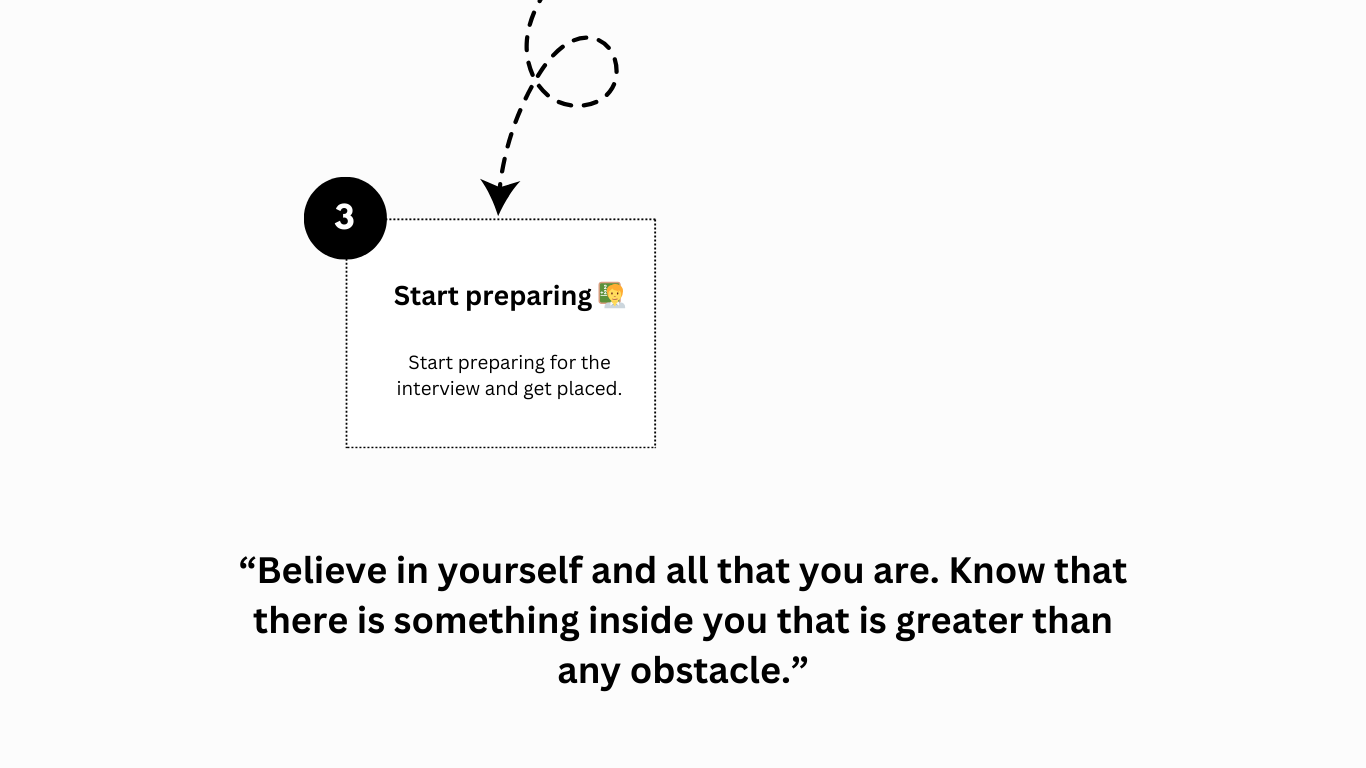 3
Start preparing 🧑‍🏫
Start preparing for the
interview and get placed.
“Believe in yourself and all that you are. Know that
there is something inside you that is greater than
any obstacle.”